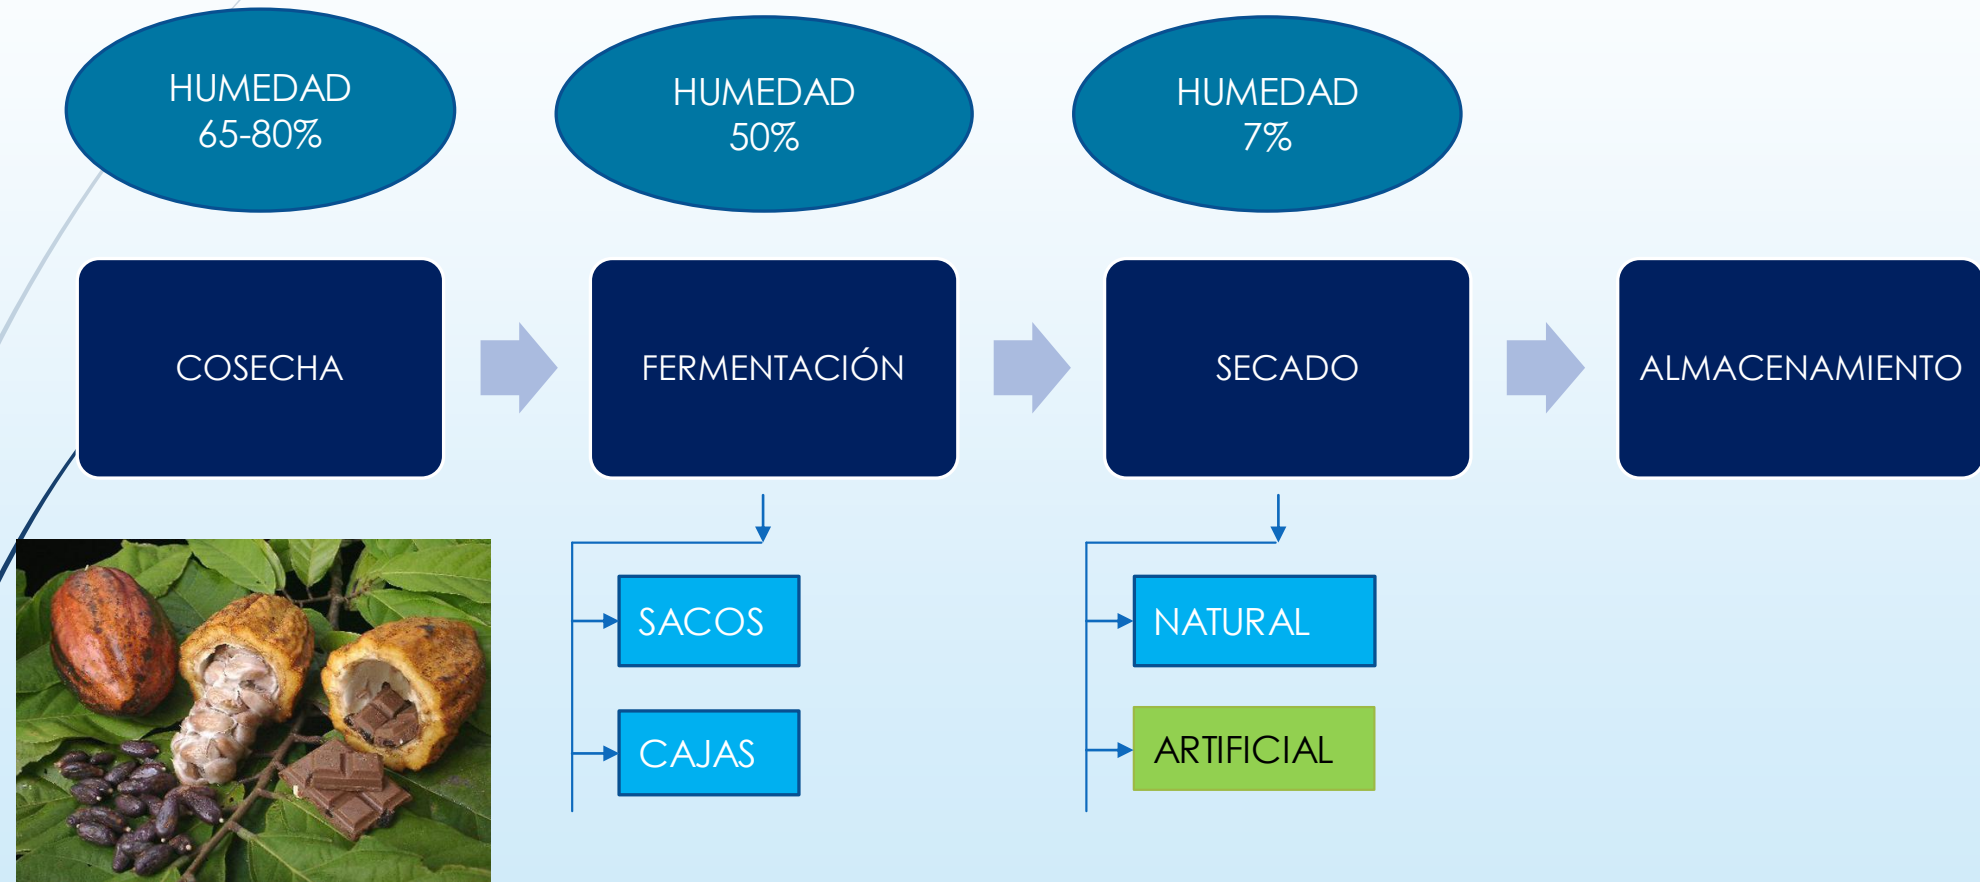 HUMEDAD
65-80%
HUMEDAD
50%
HUMEDAD
7%
COSECHA
FERMENTACIÓN
SECADO
ALMACENAMIENTO
SACOS
CAJAS
NATURAL
ARTIFICIAL